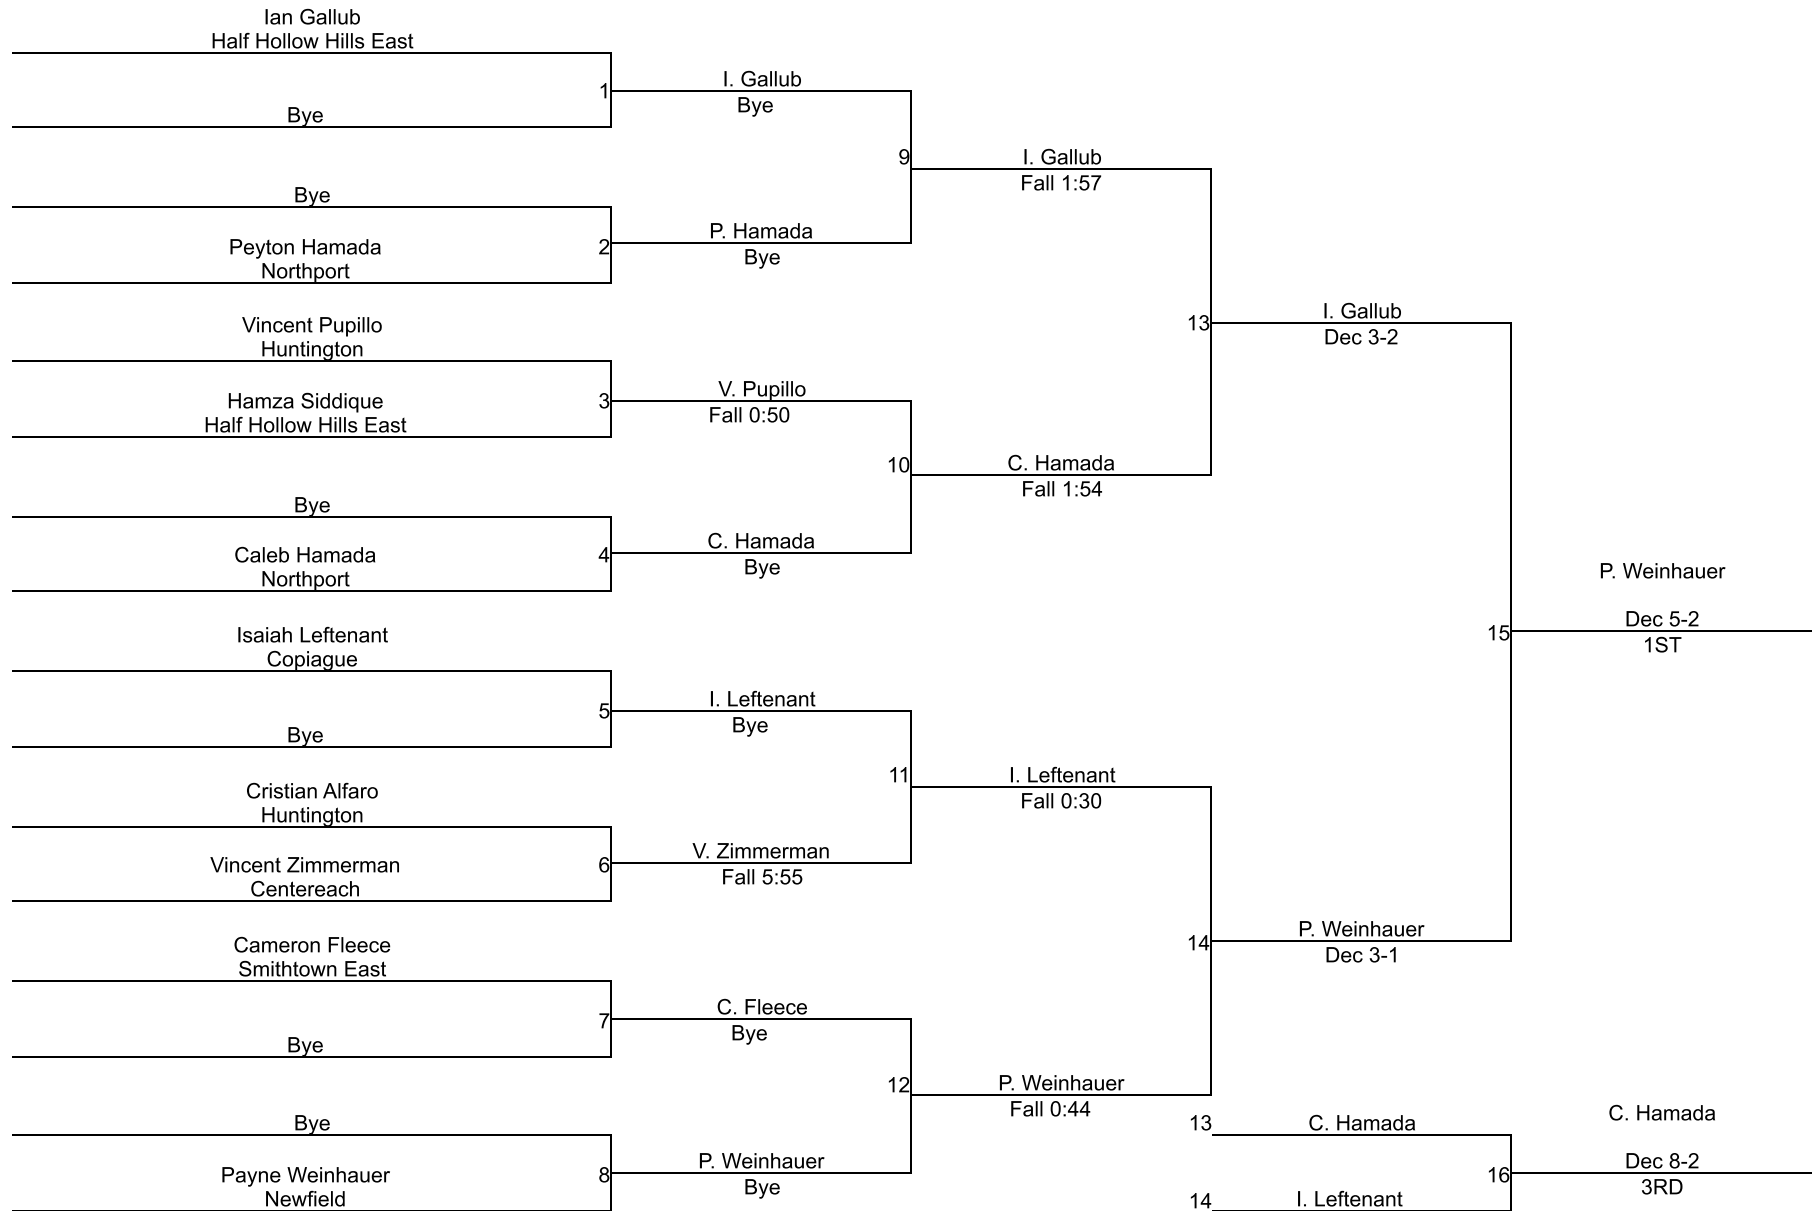 Ian Gallub
Half Hollow Hills East
1
Bye
I. Gallub
Bye
9
Bye
2
Peyton Hamada
Northport
P. Hamada
Bye
I. Gallub
Fall 1:57
13
Vincent Pupillo
Huntington
3
Hamza Siddique
Half Hollow Hills East
V. Pupillo
Fall 0:50
10
Bye
4
Caleb Hamada
Northport
C. Hamada
Bye
C. Hamada
Fall 1:54
I. Gallub
Dec 3-2
15
Isaiah Leftenant
Copiague
5
Bye
I. Leftenant
Bye
11
Cristian Alfaro
Huntington
6
Vincent Zimmerman
Centereach
V. Zimmerman
Fall 5:55
I. Leftenant
Fall 0:30
14
Cameron Fleece
Smithtown East
7
Bye
C. Fleece
Bye
12
Bye
8
Payne Weinhauer
Newfield
P. Weinhauer
Bye
P. Weinhauer
Fall 0:44
P. Weinhauer
Dec 3-1
P. Weinhauer
Dec 5-2
1ST
13
C. Hamada
16
14
I. Leftenant
C. Hamada
Dec 8-2
3RD